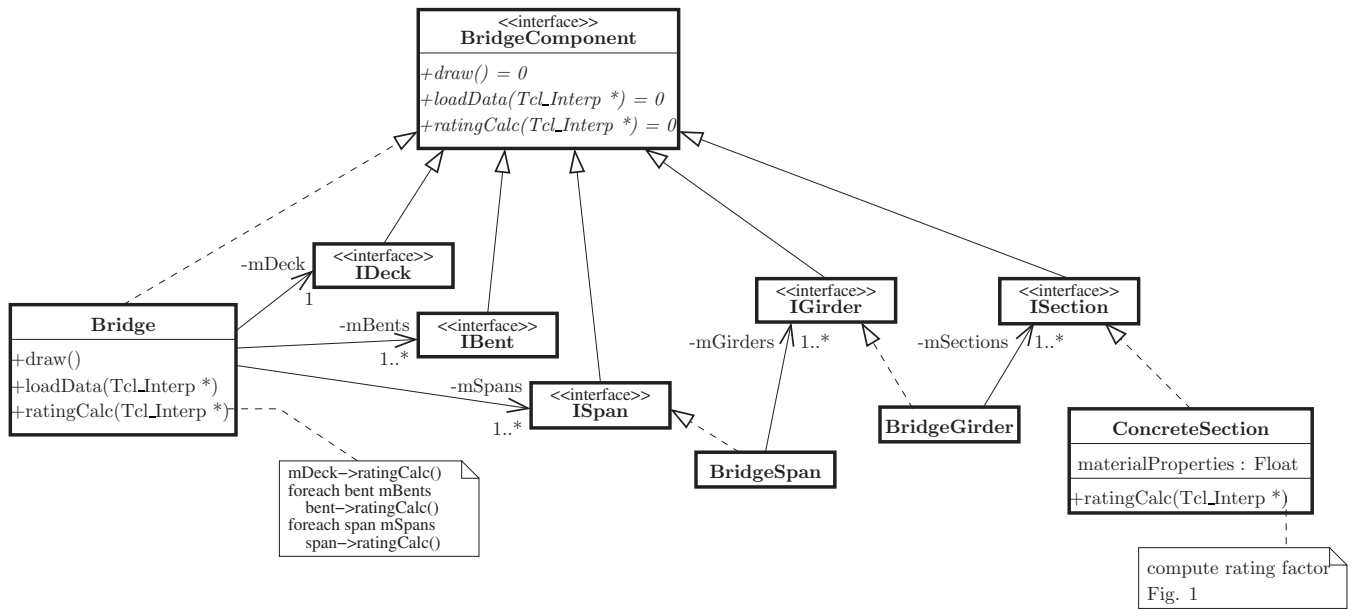 <<interface>>
BridgeComponent
+draw() = 0
+loadData(Tcl_Interp *) = 0
+ratingCalc(Tcl_Interp *) = 0
-mDeck
1
<<interface>>
IDeck
Bridge
+draw()
+loadData(Tcl_Interp *)
+ratingCalc(Tcl_Interp *)
-mBents
1..*
<<interface>>
IBent
-mSpans
1..*
<<interface>>
ISpan
<<interface>>
IGirder
-mGirders
1..*
<<interface>>
ISection
-mSections
1..*
BridgeSpan
BridgeGirder
ConcreteSection
materialProperties : Float
+ratingCalc(Tcl_Interp *)
mDeck->ratingCalc()
foreach bent mBents
bent->ratingCalc()
foreach span mSpans
span->ratingCalc()
compute rating factor
Fig. 1